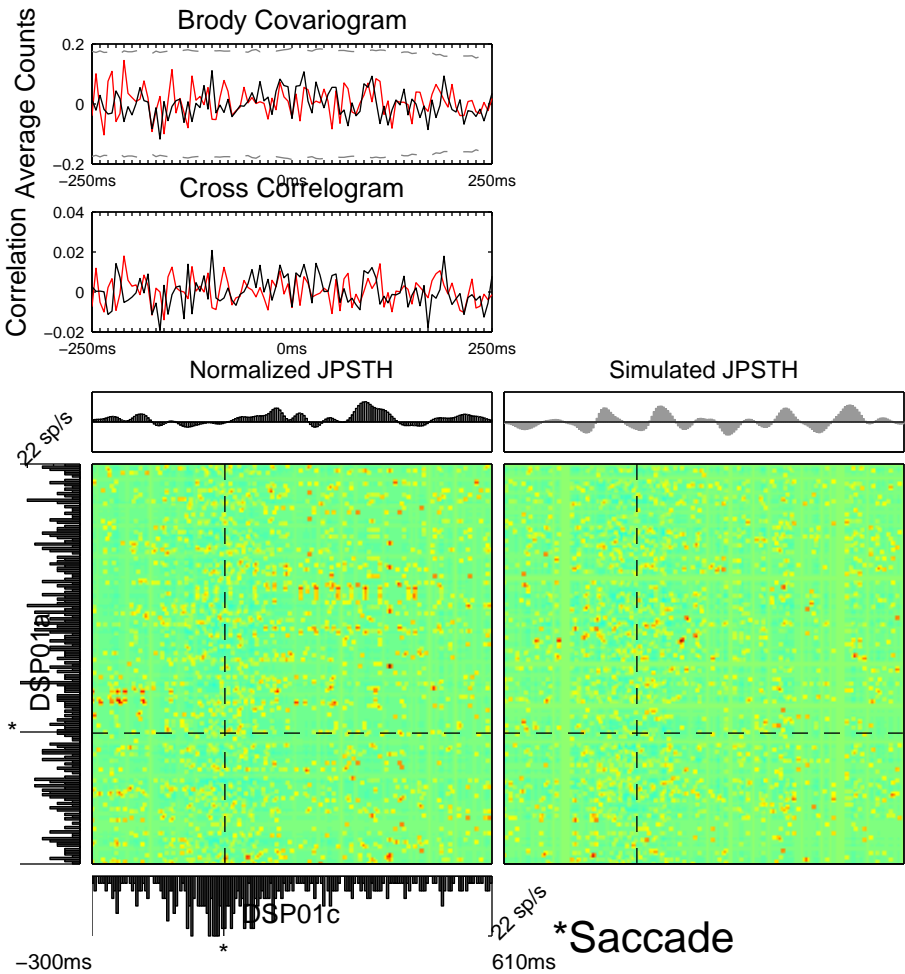 Brody Covariogram
Average Counts
0.2
0
−0.2
−250ms
0ms
250ms
Cross Correlogram
Correlation
0.04
0.02
0
−0.02
−250ms
0ms
250ms
Normalized JPSTH
Simulated JPSTH
22 sp/s
DSP01a
*
DSP01c
22 sp/s
*
*Saccade
−300ms
610ms